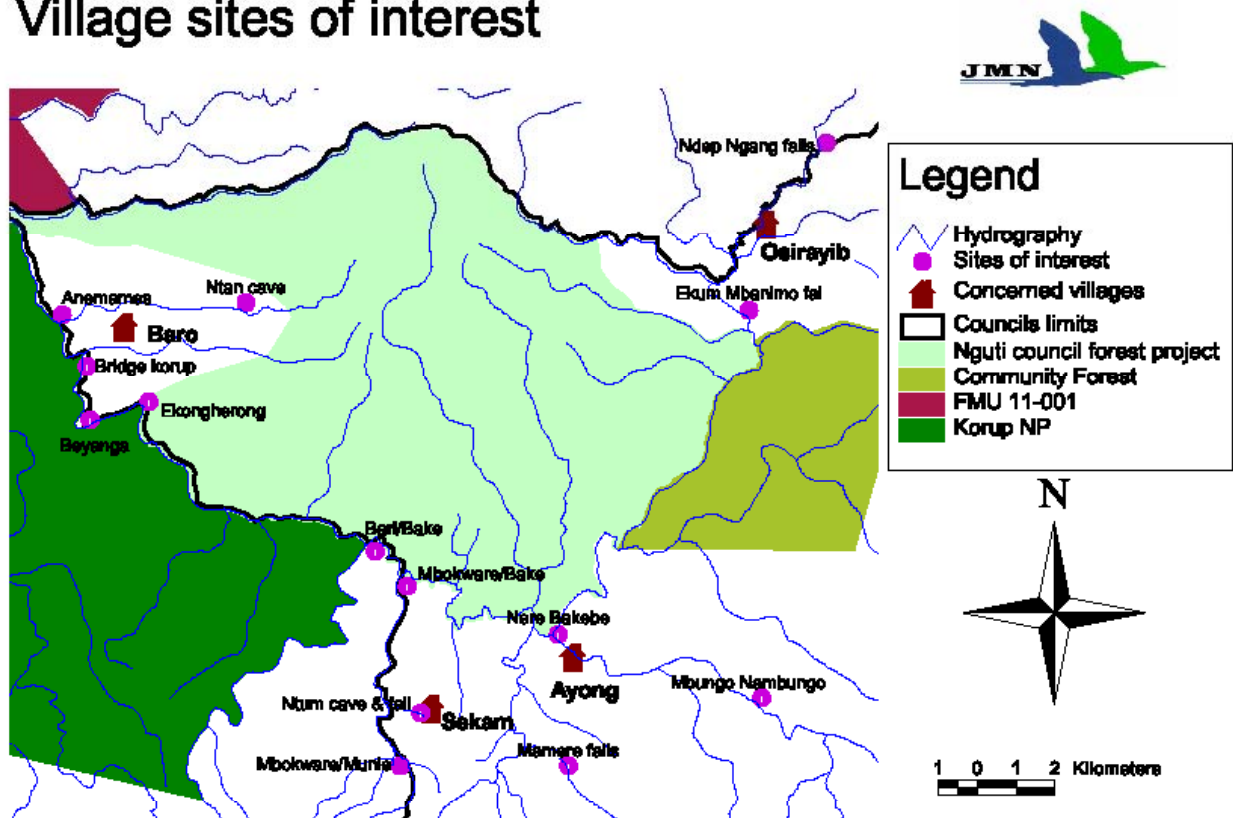 Village sites of interest
JMN
Ndep Ngang falls
Osirayib
Ekum Mbenimo fal
Ntan cave
Anemames
Baro
Bridge korup
Ekongherong
Beyanga
Beri/Bake
Mbokware/Bake
Nare Bakebe
Ayong
Mbungo Nambungo
Ntum cave & fall
Sekam
Mbokware/Munfe
Mamere falls
Legend
Hydrography
Sites of interest
Concerned villages
Councils limits
Nguti council forest project
Community Forest
FMU 11-001
Korup NP
N
1 0 1 2 Kilometers